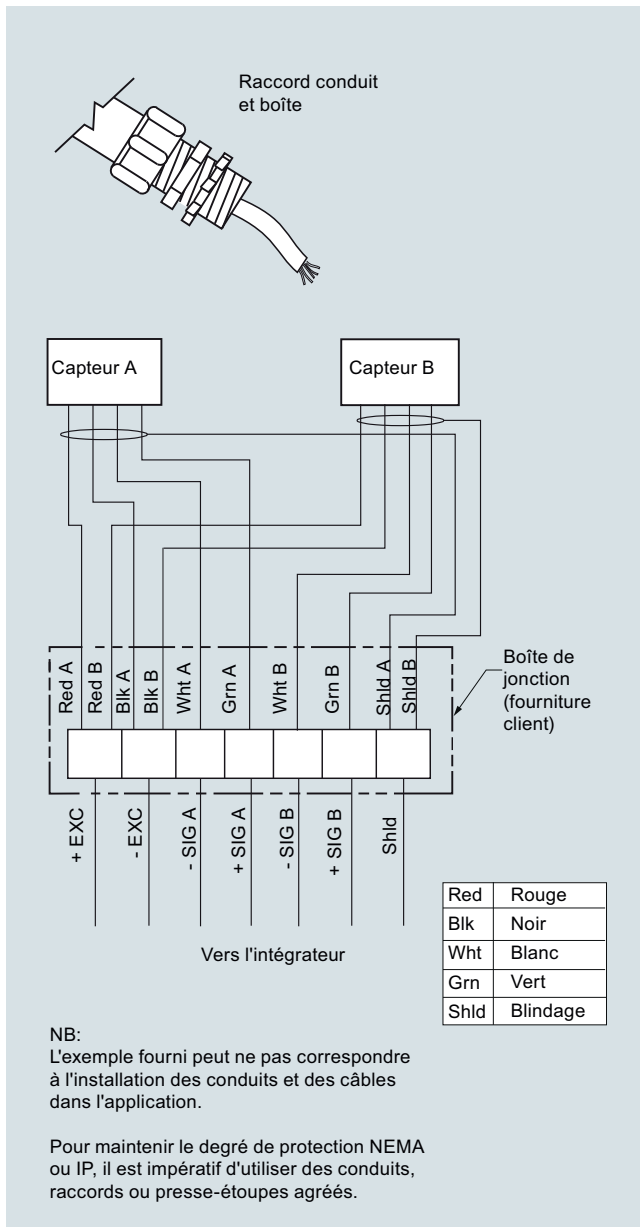 Raccord conduit
et boîte
Capteur A
Capteur B
Red A
Red B
Blk A
Blk B
Wht A
Grn A
Wht B
Grn B
Shld A
Shld B
Boîte de
jonction
(fourniture
client)
+ EXC
- EXC
- SIG A
+ SIG A
- SIG B
+ SIG B
Shld
Vers l'intégrateur
Red Rouge
Blk Noir
Wht Blanc
Grn Vert
Shld Blindage
NB:
L'exemple fourni peut ne pas correspondre
à l'installation des conduits et des câbles
dans l'application.
Pour maintenir le degré de protection NEMA
ou IP, il est impératif d'utiliser des conduits,
raccords ou presse-étoupes agréés.